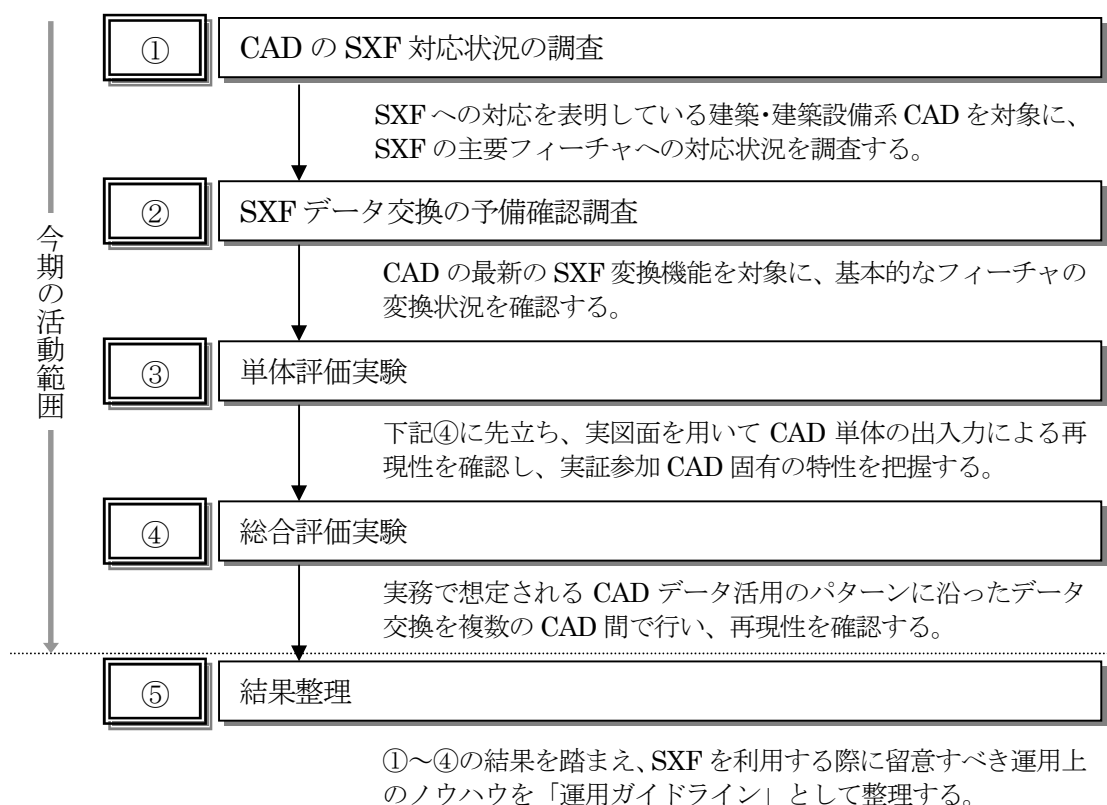 今期の活動範囲
① CAD の SXF 対応状況の調査
SXF への対応を表明している建築・建築設備系 CAD を対象に、
SXF の主要フィーチャへの対応状況を調査する。
② SXF データ交換の予備確認調査
CAD の最新の SXF 変換機能を対象に、基本的なフィーチャの
変換状況を確認する。
③ 単体評価実験
下記④に先立ち、実図面を用いて CAD 単体の出入力による再
現性を確認し、実証参加 CAD 固有の特性を把握する。
④ 総合評価実験
実務で想定される CAD データ活用のパターンに沿ったデータ
交換を複数の CAD 間で行い、再現性を確認する。
⑤ 結果整理
①～④の結果を踏まえ、SXF を利用する際に留意すべき運用上
のノウハウを「運用ガイドライン」として整理する。